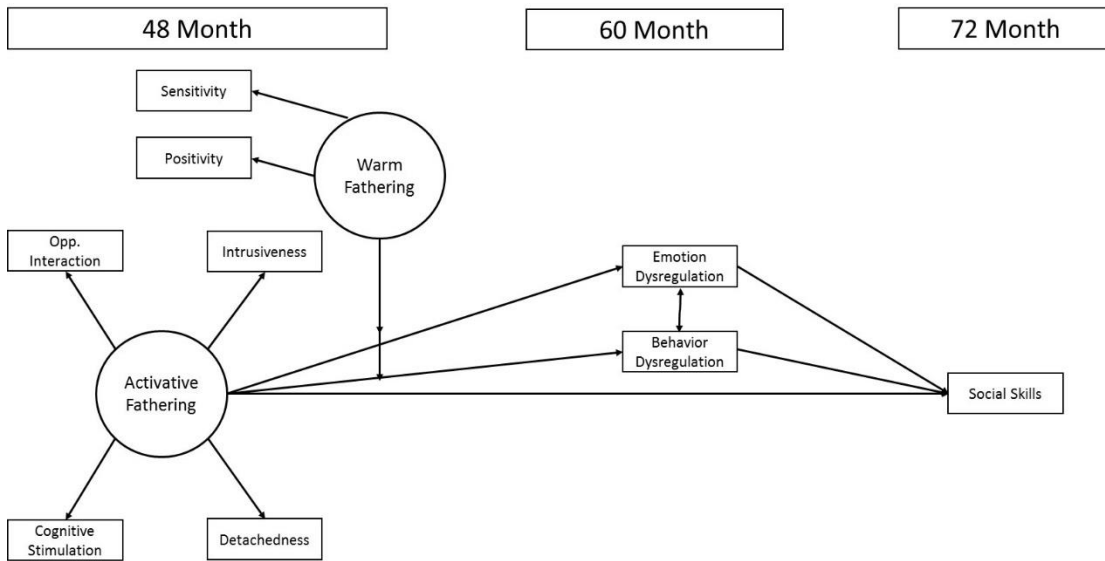 48 Month
60 Month
72 Month
Sensitivity
Positivity
Warm
Fathering
Opp.
Interaction
Intrusiveness
Emotion
Dysregulation
Behavior
Dysregulation
Activative
Fathering
Social Skills
Cognitive
Stimulation
Detachedness